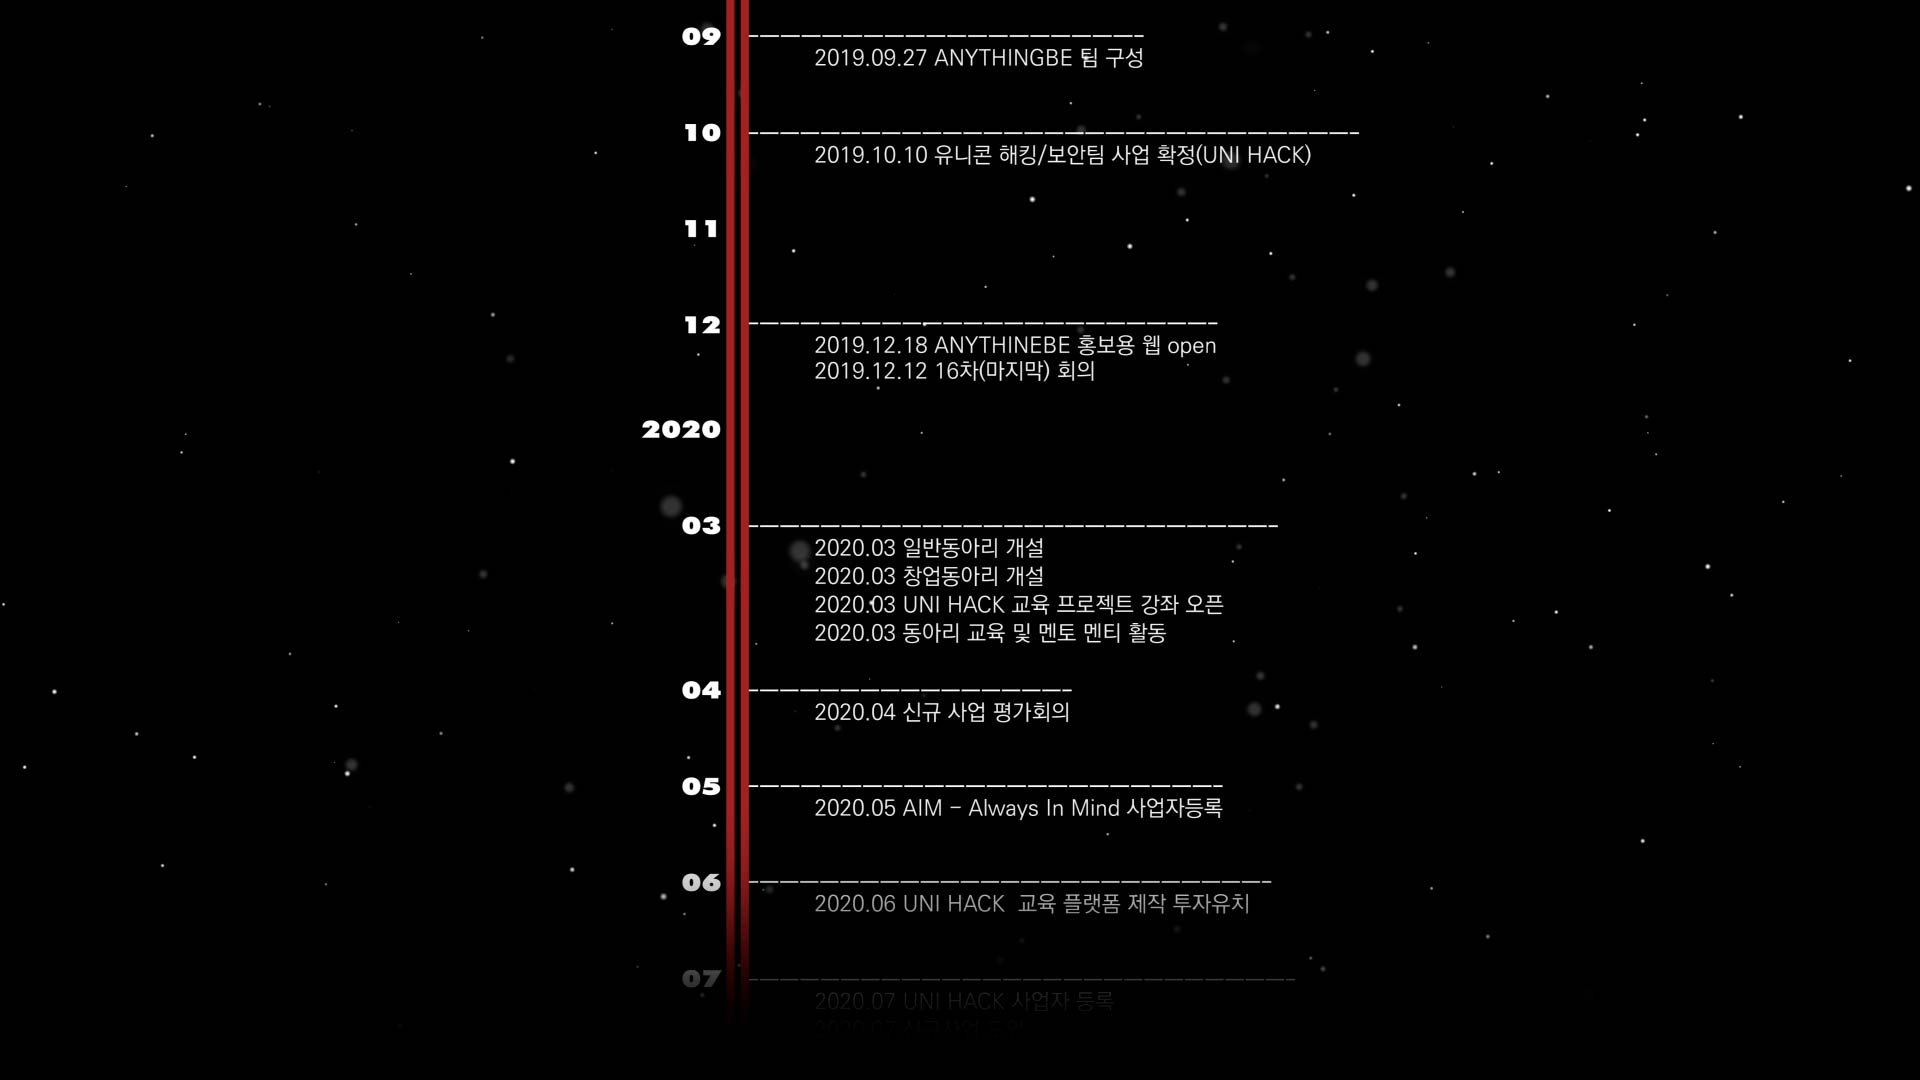 09
2019.09.27 ANYTHINGBE 팀 구성
10
2019.10.10 유니콘 해킹/보안팀 사업 확정(UNI HACK)
11
12
2019.12.18 ANYTHINEBE 홍보용 웹 open
2019.12.12 16차(마지막) 회의
2020
03
2020.03 일반동아리 개설
2020.03 창업동아리 개설
2020.03 UNI HACK 교육 프로젝트 강좌 오픈
2020.03 동아리 교육 및 멘토 멘티 활동
04
2020.04 신규 사업 평가회의
05
2020.05 AIM - Always In Mind 사업자등록
06
2020.06 UNI HACK 교육 플랫폼 제작 투자유치
07
2020.07 UNI HACK 사업자 등록
2020.07 신규사업